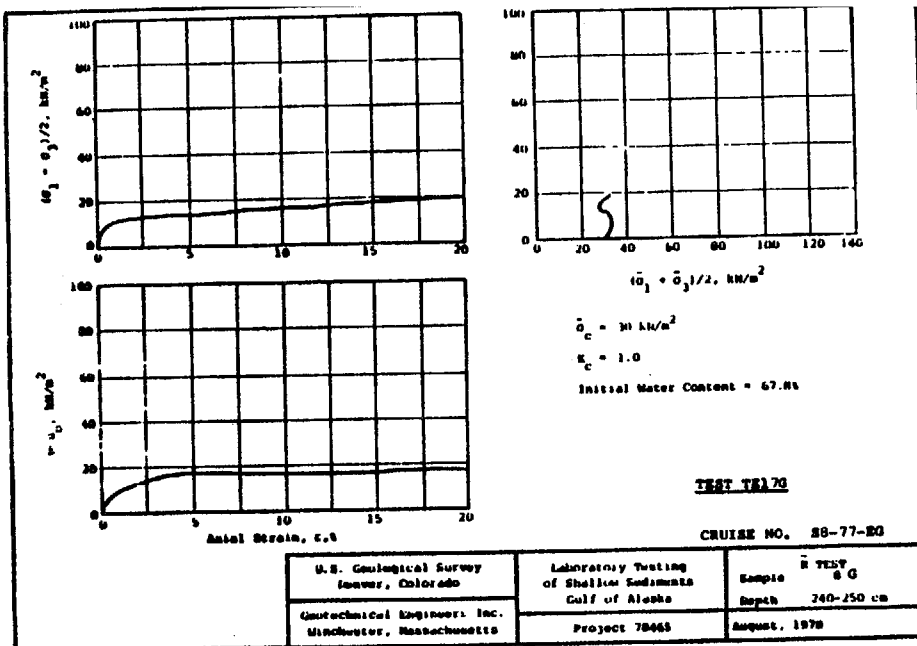 100
80
60
40
20
0
(σ1 - σ3)/2, kN/m2
0 5 10 15 20
100
80
60
40
20
0
0 20 40 60 80 100 120 140
(σ̄1 + σ̄3)/2, kN/m2
σ̄c = 30 kN/m2
Kc = 1.0
Initial Water Content =
100
80
60
40
20
0
kN/m2
0 5 10 15 20
Axial Strain, ε,%
TEST TE17G
CRUISE NO. S8-77-EG
U.S. Geological Survey
Denver, Colorado
Geotechnical Engineers Inc.
Winchester, Massachusetts
Laboratory Testing
of Shallow Sediments
Gulf of Alaska
Project 78465
R̄ TEST
Sample 8 G
Depth 240-250 cm
August, 1978